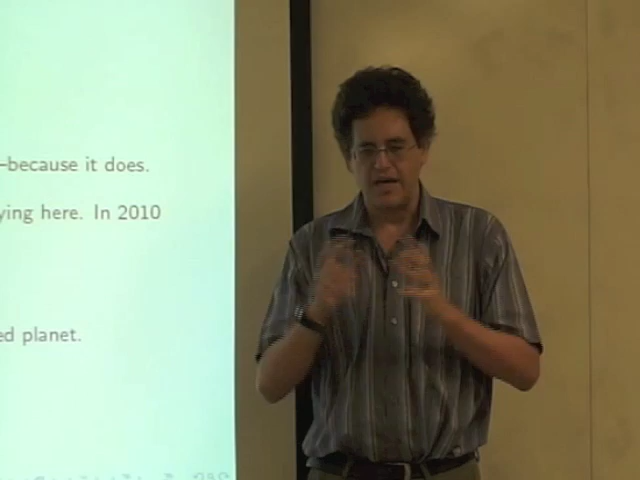 —because it does.
ying here. In 2010
ed planet.